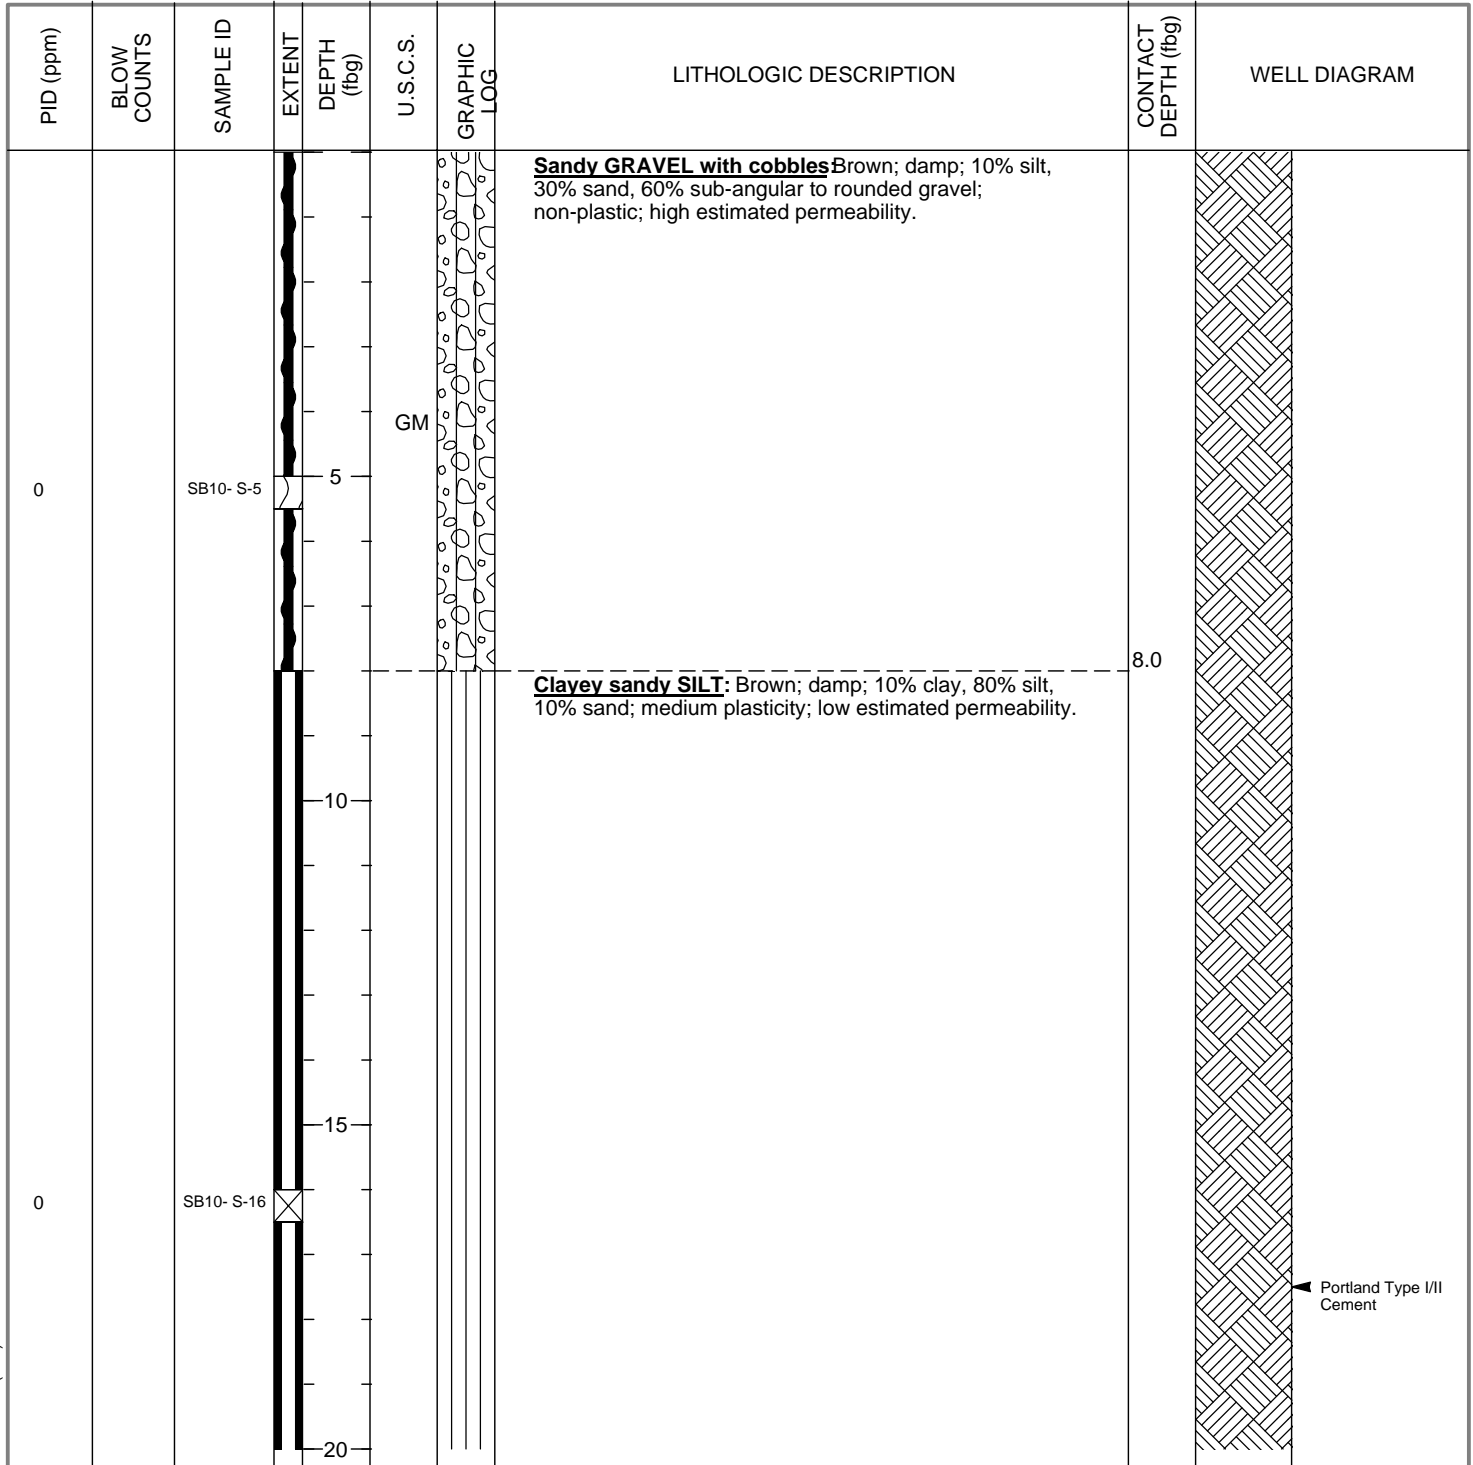 PID (ppm)
BLOW
COUNTS
SAMPLE ID
EXTENT
DEPTH
(fbg)
U.S.C.S.
GRAPHIC
LOG
LITHOLOGIC DESCRIPTION
CONTACT
DEPTH (fbg)
WELL DIAGRAM
Sandy GRAVEL with cobbles: Brown; damp; 10% silt,
30% sand, 60% sub-angular to rounded gravel;
non-plastic; high estimated permeability.
GM
0
SB10- S-5
5
8.0
Clayey sandy SILT: Brown; damp; 10% clay, 80% silt,
10% sand; medium plasticity; low estimated permeability.
10
15
0
SB10- S-16
Portland Type I/II
Cement
20